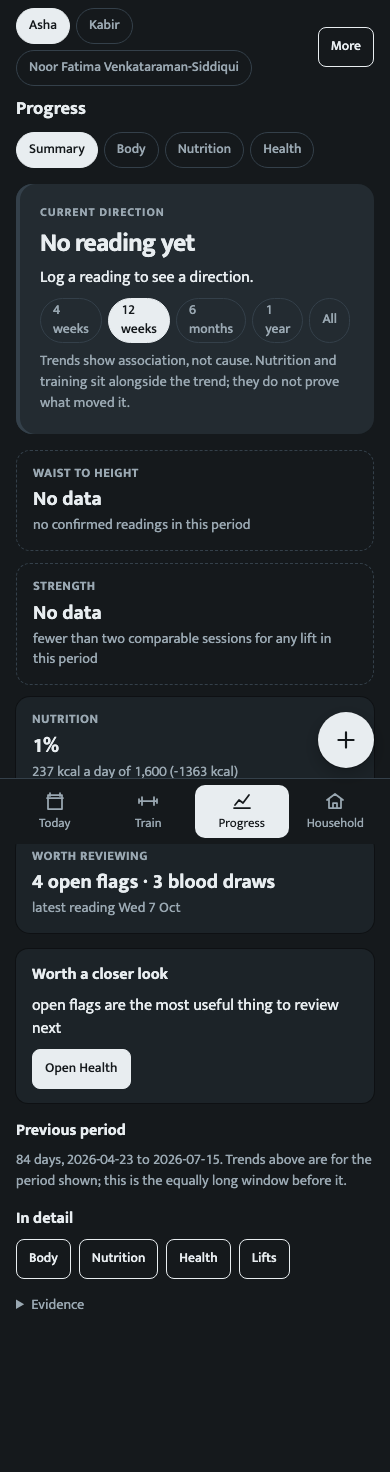 Asha
Kabir
More
Noor Fatima Venkataraman-Siddiqui
Progress
Summary
Body
Nutrition
Health
CURRENT DIRECTION
No reading yet
Log a reading to see a direction.
4
weeks
12
weeks
6
months
1
year
All
Trends show association, not cause. Nutrition and
training sit alongside the trend; they do not prove
what moved it.
WAIST TO HEIGHT
No data
no confirmed readings in this period
STRENGTH
No data
fewer than two comparable sessions for any lift in
this period
NUTRITION
1%
237 kcal a day of 1,600 (-1363 kcal)
Today
Train
Progress
Household
WORTH REVIEWING
4 open flags · 3 blood draws
latest reading Wed 7 Oct
Worth a closer look
open flags are the most useful thing to review
next
Open Health
Previous period
84 days, 2026-04-23 to 2026-07-15. Trends above are for the
period shown; this is the equally long window before it.
In detail
Body
Nutrition
Health
Lifts
Evidence